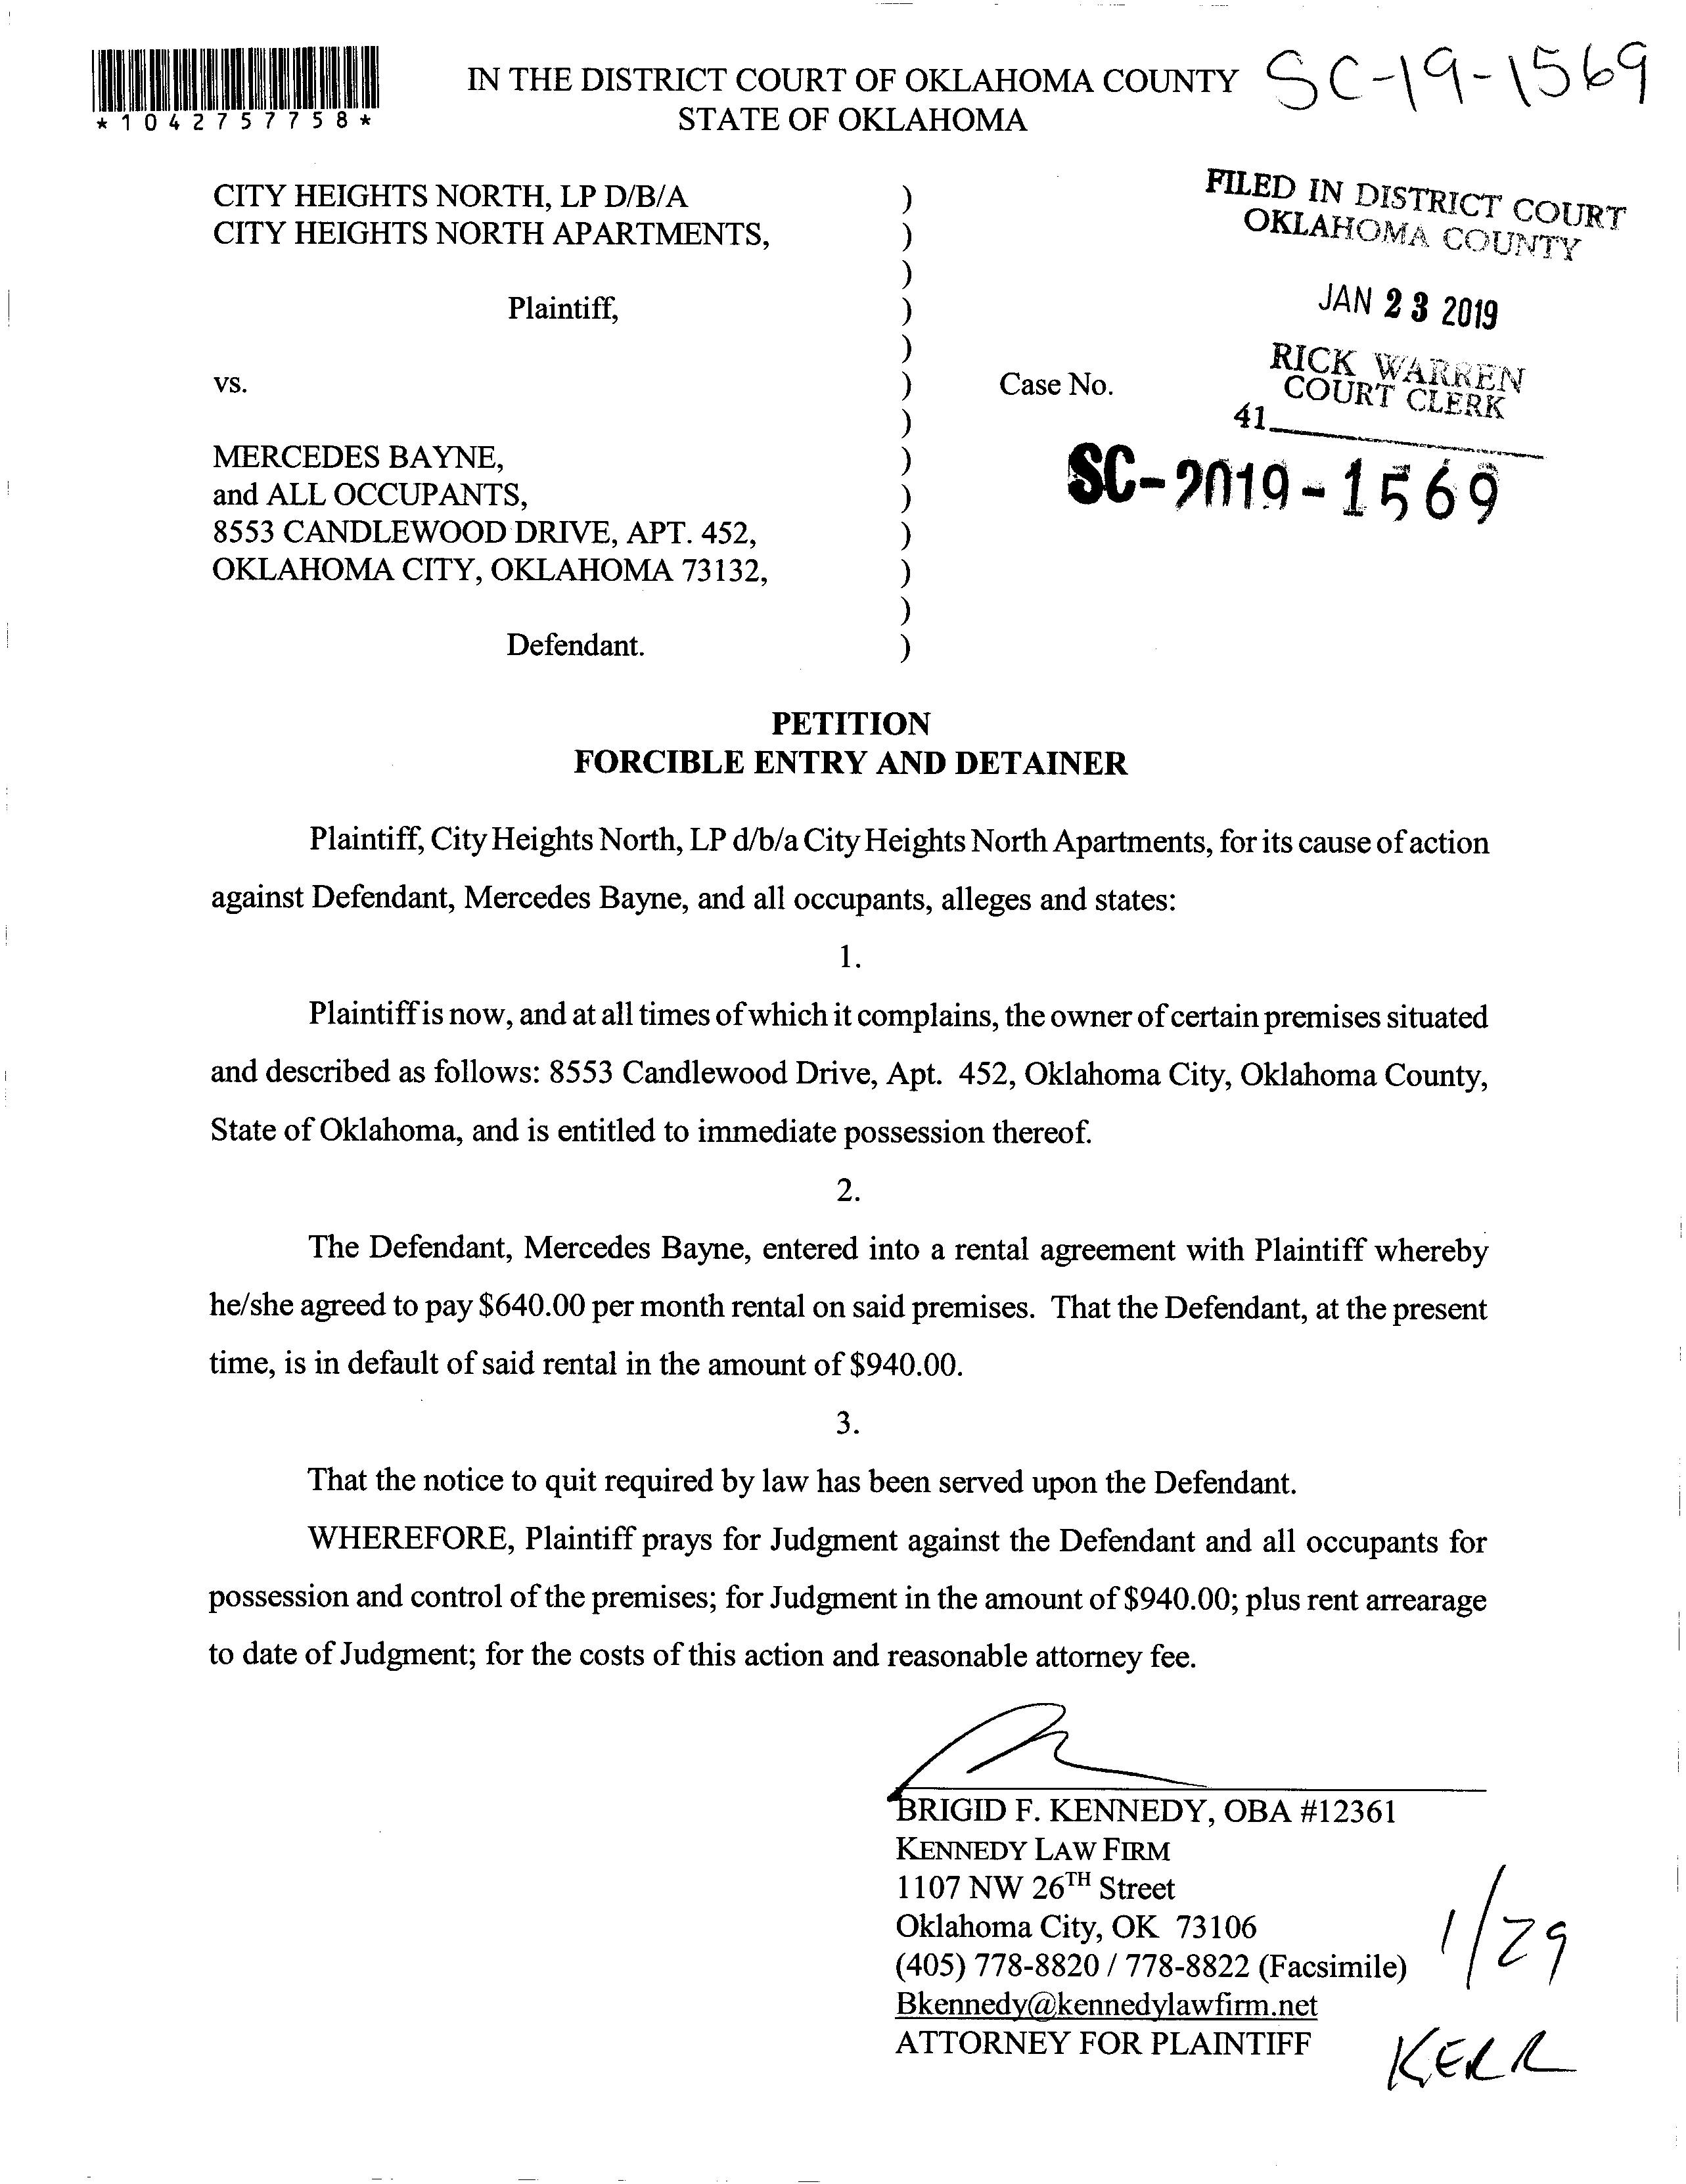 *1042757758*
IN THE DISTRICT COURT OF OKLAHOMA COUNTY
STATE OF OKLAHOMA
SC-19-1569
CITY HEIGHTS NORTH, LP D/B/A )
CITY HEIGHTS NORTH APARTMENTS, )
)
Plaintiff, )
)
vs. ) Case No.
)
MERCEDES BAYNE, )
and ALL OCCUPANTS, )
8553 CANDLEWOOD DRIVE, APT. 452, )
OKLAHOMA CITY, OKLAHOMA 73132, )
)
Defendant. )
FILED IN DISTRICT COURT
OKLAHOMA COUNTY
JAN 23 2019
RICK WARREN
COURT CLERK
41
SC-2019-1569
PETITION
FORCIBLE ENTRY AND DETAINER
Plaintiff, City Heights North, LP d/b/a City Heights North Apartments, for its cause of action
against Defendant, Mercedes Bayne, and all occupants, alleges and states:
1.
Plaintiff is now, and at all times of which it complains, the owner of certain premises situated
and described as follows: 8553 Candlewood Drive, Apt. 452, Oklahoma City, Oklahoma County,
State of Oklahoma, and is entitled to immediate possession thereof.
2.
The Defendant, Mercedes Bayne, entered into a rental agreement with Plaintiff whereby
he/she agreed to pay $640.00 per month rental on said premises. That the Defendant, at the present
time, is in default of said rental in the amount of $940.00.
3.
That the notice to quit required by law has been served upon the Defendant.
WHEREFORE, Plaintiff prays for Judgment against the Defendant and all occupants for
possession and control of the premises; for Judgment in the amount of $940.00; plus rent arrearage
to date of Judgment; for the costs of this action and reasonable attorney fee.
BRIGID F. KENNEDY, OBA #12361
KENNEDY LAW FIRM
1107 NW 26TH Street
Oklahoma City, OK 73106
(405) 778-8820 / 778-8822 (Facsimile)
Bkennedy@kennedylawfirm.net
ATTORNEY FOR PLAINTIFF
1/29
KERR